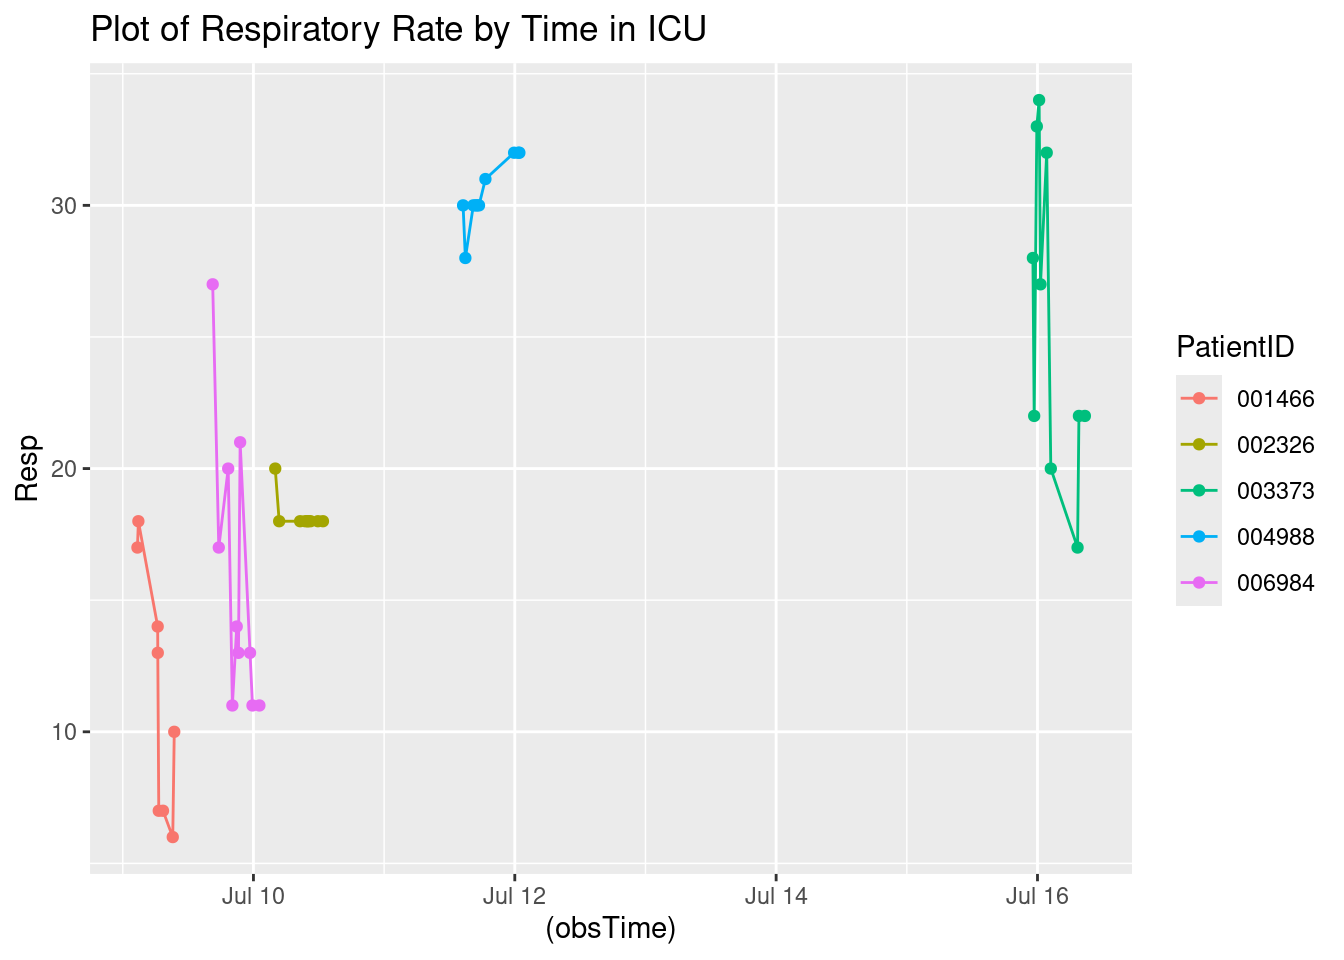 Plot of Respiratory Rate by Time in ICU
Resp
30
20
10
Jul 10
Jul 12
Jul 14
Jul 16
(obsTime)
PatientID
001466
002326
003373
004988
006984